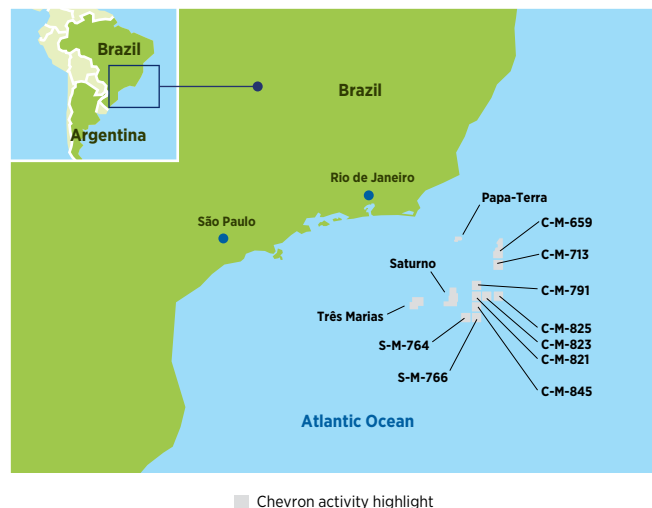 Brazil
Argentina
Brazil
Rio de Janeiro
São Paulo
Papa-Terra
C-M-659
C-M-713
Saturno
C-M-791
Três Marias
C-M-825
S-M-764
C-M-823
C-M-821
S-M-766
C-M-845
Atlantic Ocean
Chevron activity highlight